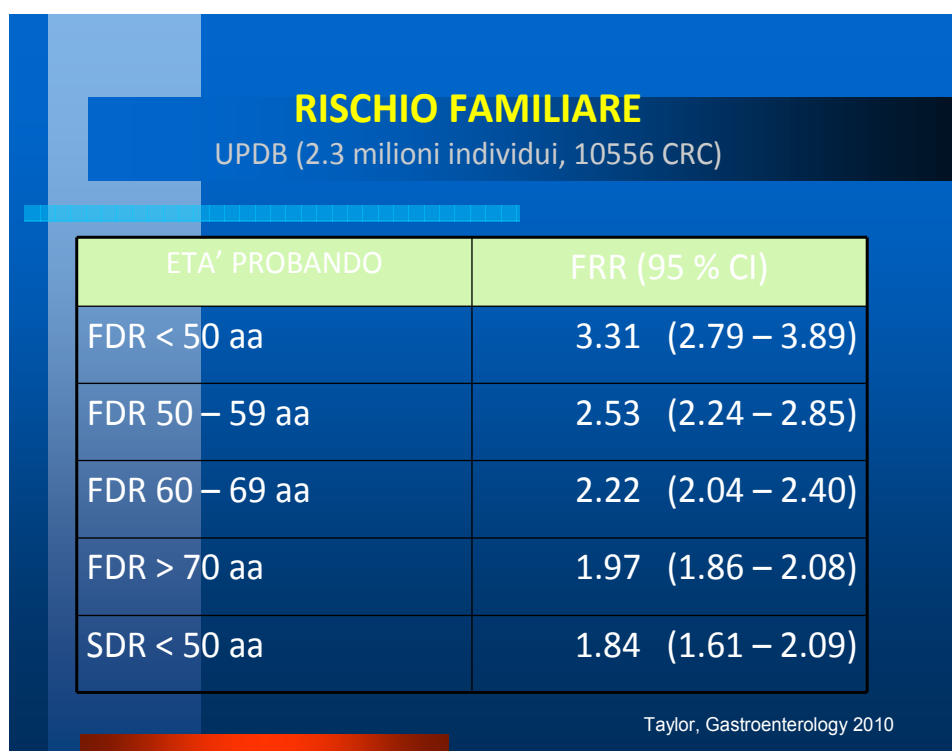 RISCHIO FAMILIARE
UPDB (2.3 milioni individui, 10556 CRC)
ETA’ PROBANDO FRR (95 % CI)
FDR < 50 aa 3.31 (2.79 – 3.89)
FDR 50 – 59 aa 2.53 (2.24 – 2.85)
FDR 60 – 69 aa 2.22 (2.04 – 2.40)
FDR > 70 aa 1.97 (1.86 – 2.08)
SDR < 50 aa 1.84 (1.61 – 2.09)
Taylor, Gastroenterology 2010